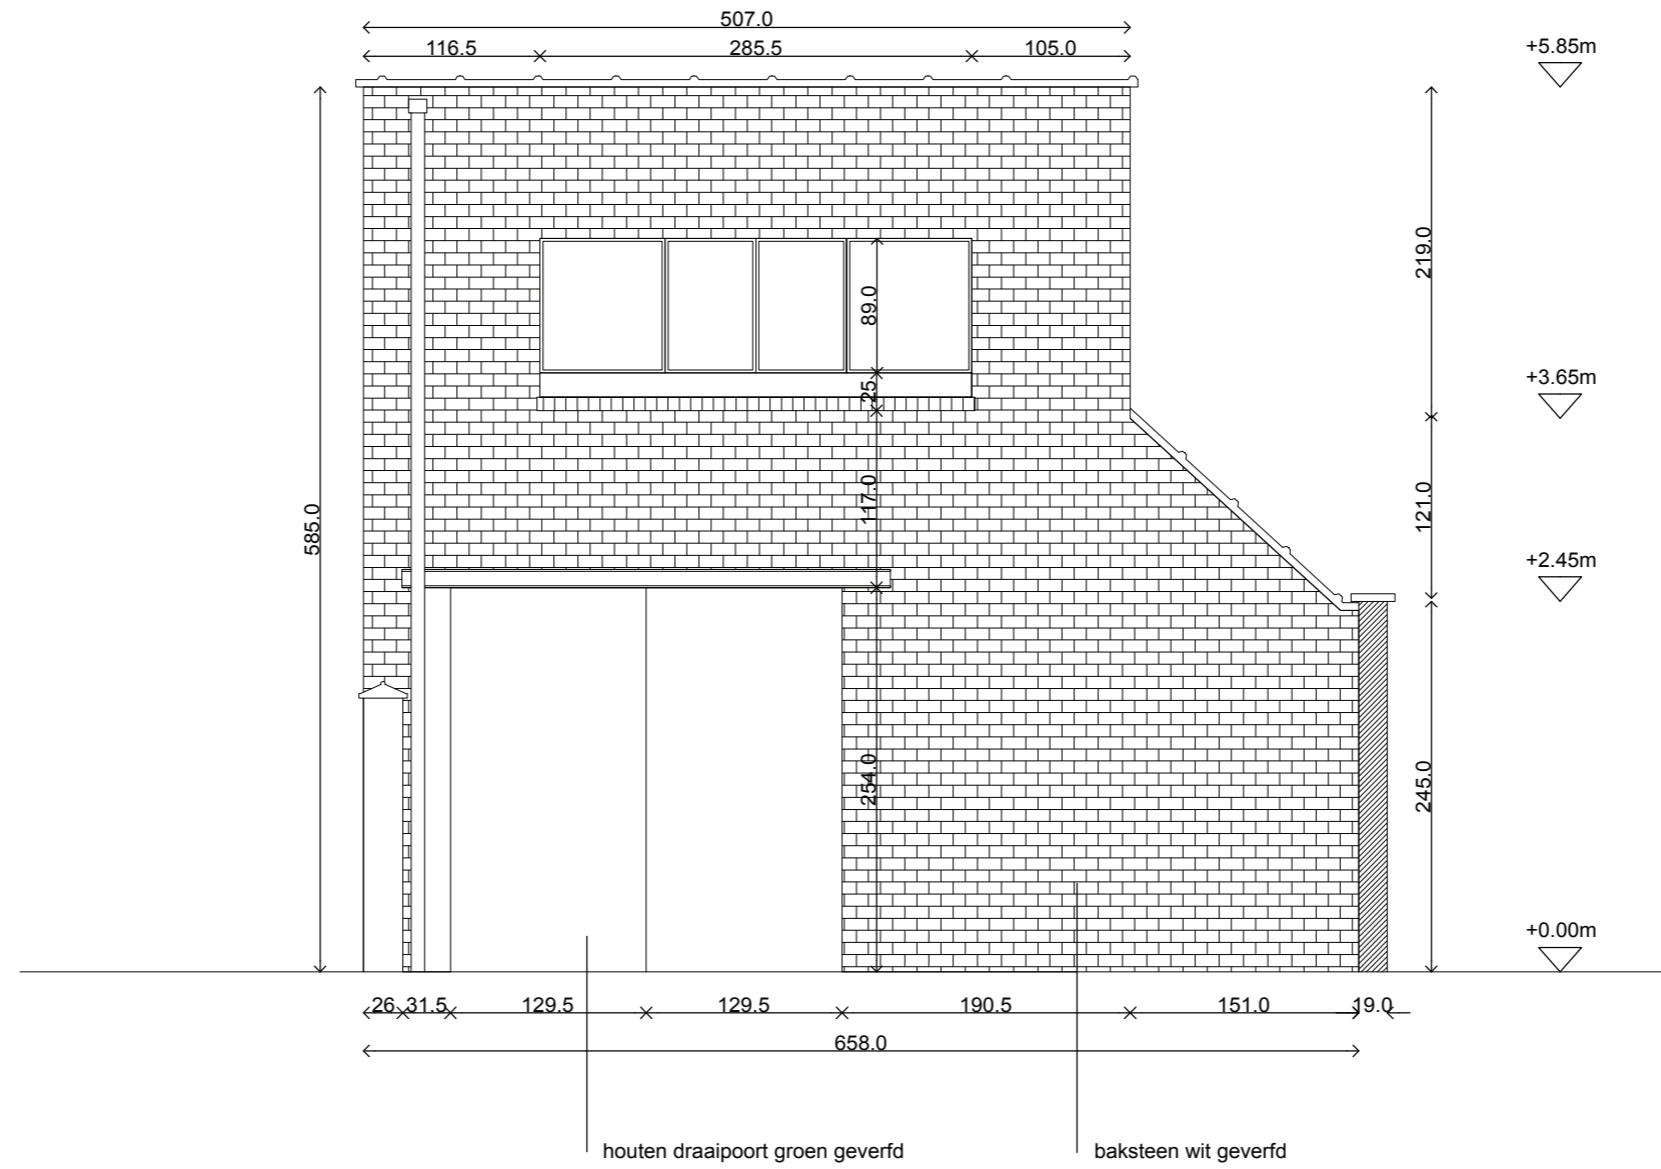 507.0
116.5 285.5 105.0
+5.85m
219.0
89.0
25
+3.65m
117.0
121.0
585.0
+2.45m
254.0
245.0
+0.00m
26 31.5 129.5 129.5 190.5 151.0 19.0
658.0
houten draaipoort groen geverfd
baksteen wit geverfd